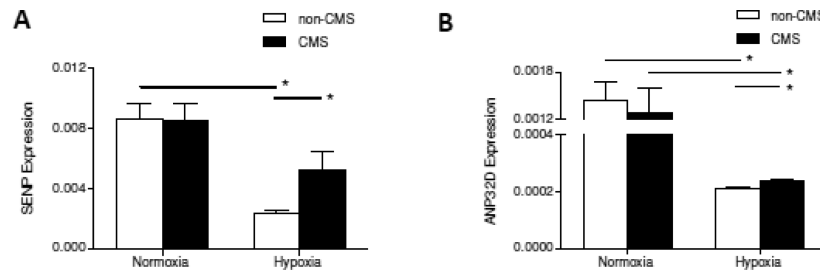 A
non-CMS
CMS
SENP Expression
0.012
0.008
0.004
0.000
*
*
Normoxia
Hypoxia
B
non-CMS
CMS
ANP32D Expression
0.0018
0.0012
0.0004
0.0002
0.0000
*
*
*
Normoxia
Hypoxia